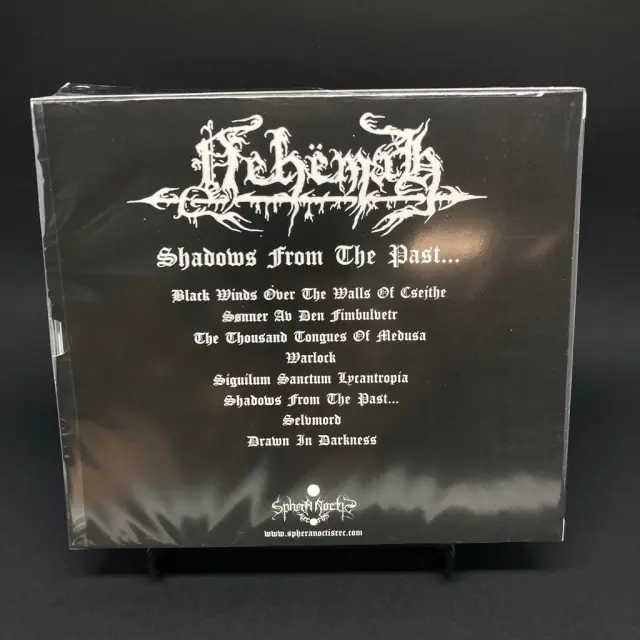 Nehëmah
Shadows From The Past...
Black Winds Over The Walls Of Csejthe
Sønner Av Den Fimbulvetr
The Thousand Tongues Of Medusa
Warlock
Siguilum Sanctum Lycantropia
Shadows From The Past...
Selvmord
Drawn In Darkness
Sphera Noctis
www.spheranoctisrec.com